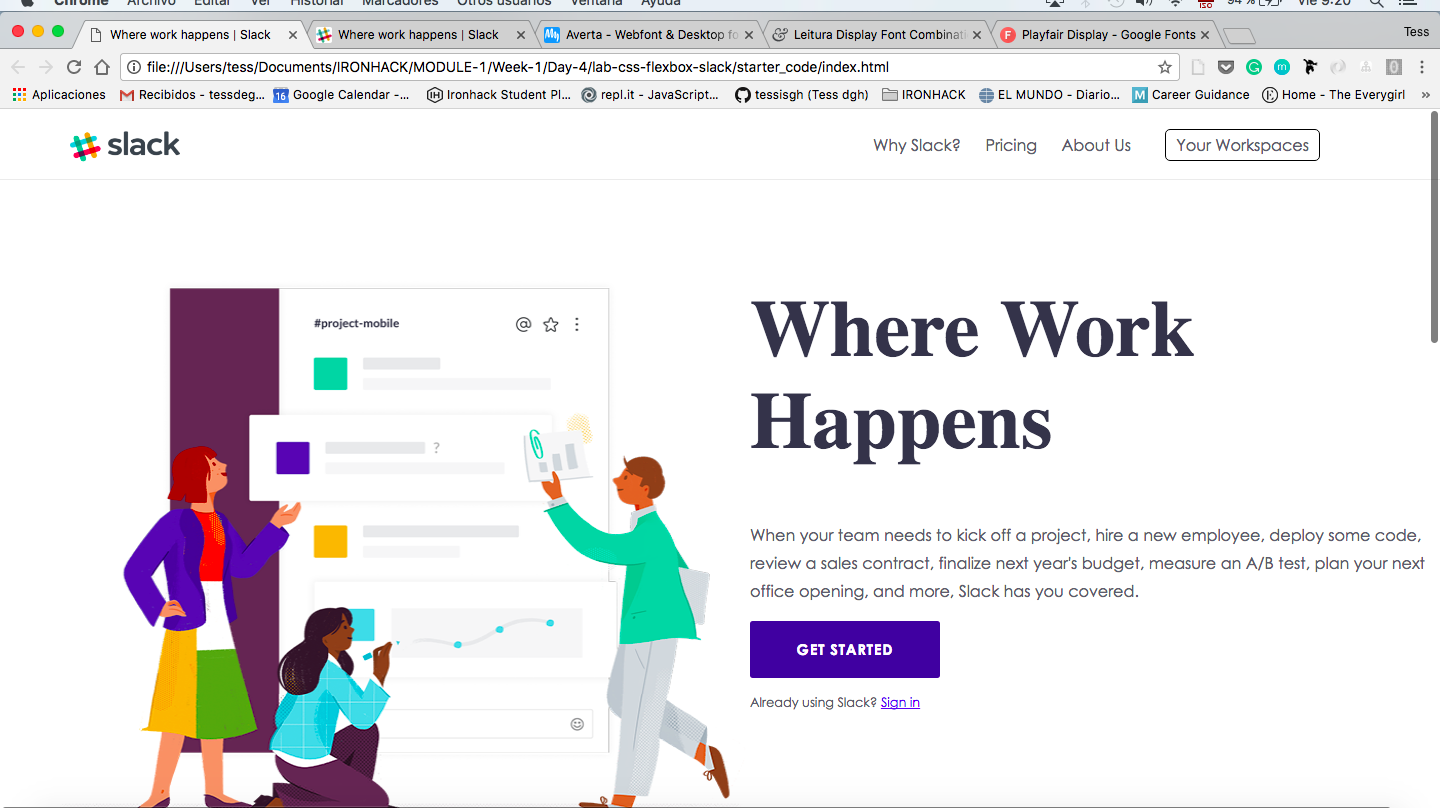 Chrome Archivo Editar Ver Historial Marcadores Otros usuarios Ventana Ayuda ISO 94 % Vie 9:20
Where work happens | Slack Where work happens | Slack Averta - Webfont & Desktop fo Leitura Display Font Combinati Playfair Display - Google Fonts Tess
file:///Users/tess/Documents/IRONHACK/MODULE-1/Week-1/Day-4/lab-css-flexbox-slack/starter_code/index.html
Aplicaciones Recibidos - tessdeg... 16 Google Calendar -... Ironhack Student Pl... repl.it - JavaScript... tessisgh (Tess dgh) IRONHACK EL MUNDO - Diario... M Career Guidance Home - The Everygirl »
slack Why Slack? Pricing About Us Your Workspaces
#project-mobile
?
Where Work
Happens
When your team needs to kick off a project, hire a new employee, deploy some code,
review a sales contract, finalize next year's budget, measure an A/B test, plan your next
office opening, and more, Slack has you covered.
GET STARTED
Already using Slack? Sign in